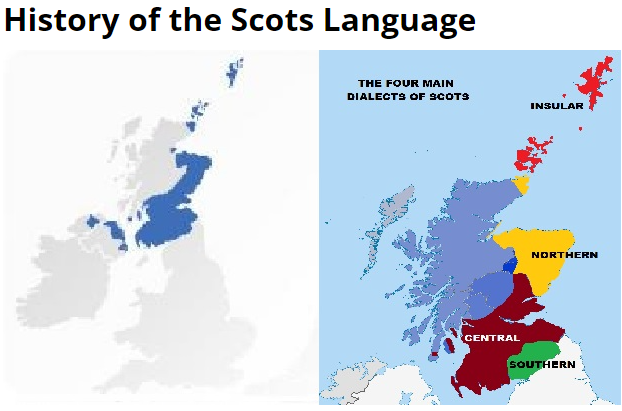 History of the Scots Language
THE FOUR MAIN
DIALECTS OF SCOTS
INSULAR
NORTHERN
CENTRAL
SOUTHERN